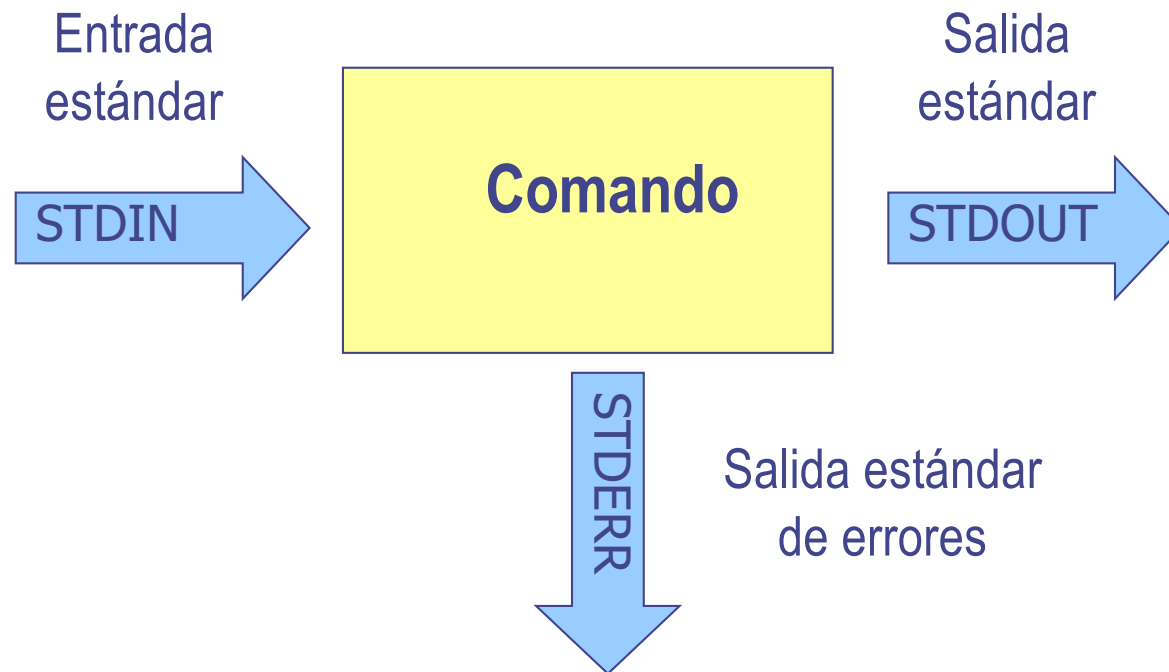 Entrada
estándar
STDIN
Comando
Salida
estándar
STDOUT
STDERR
Salida estándar
de errores